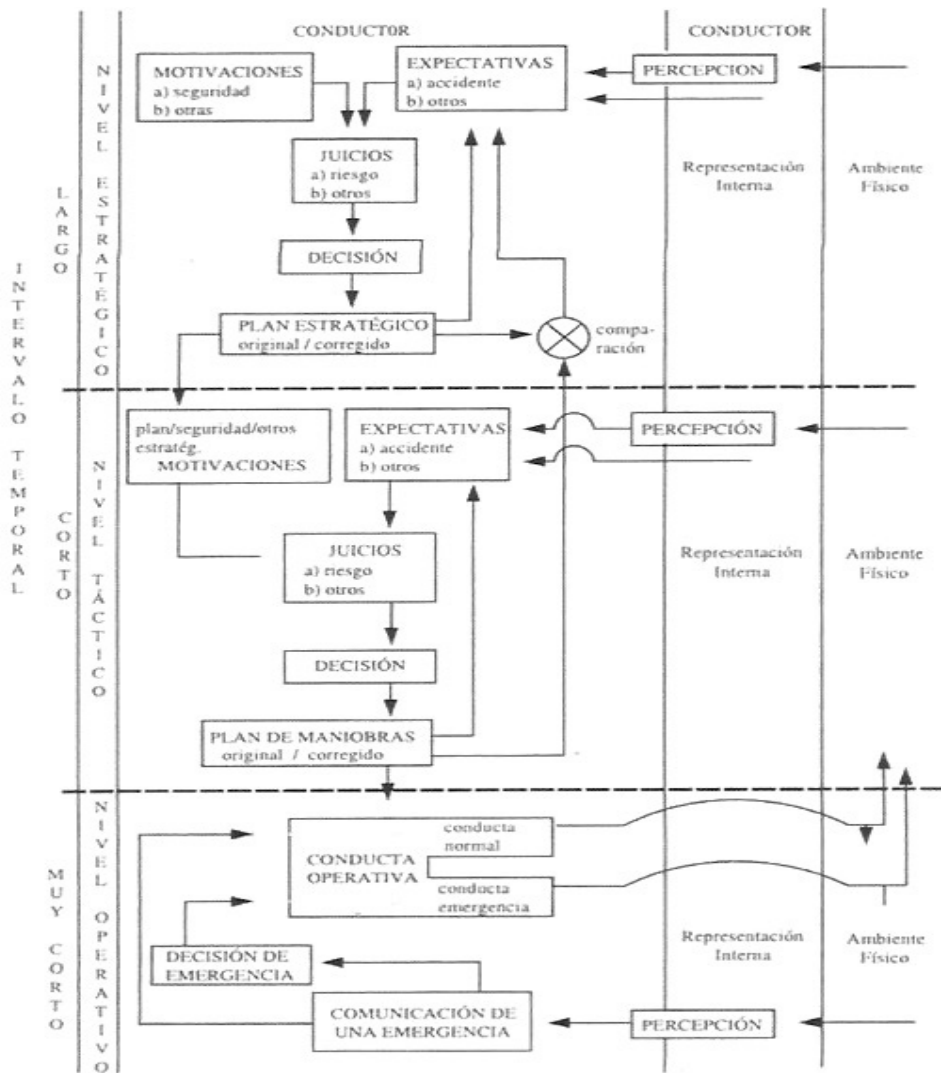 CONDUCTOR
CONDUCTOR
INTERVALO TEMPORAL
LARGO
NIVEL ESTRATÉGICO
MOTIVACIONES
a) seguridad
b) otras
EXPECTATIVAS
a) accidente
b) otros
PERCEPCION
JUICIOS
a) riesgo
b) otros
Representación
Interna
Ambiente
Físico
DECISIÓN
PLAN ESTRATÉGICO
original / corregido
compa-
ración
CORTO
NIVEL TÁCTICO
plan/seguridad/otros
estratég.
MOTIVACIONES
EXPECTATIVAS
a) accidente
b) otros
PERCEPCIÓN
JUICIOS
a) riesgo
b) otros
Representación
Interna
Ambiente
Físico
DECISIÓN
PLAN DE MANIOBRAS
original / corregido
MUY CORTO
NIVEL OPERATIVO
conducta
normal
CONDUCTA
OPERATIVA
conducta
emergencia
DECISIÓN DE
EMERGENCIA
Representación
Interna
Ambiente
Físico
COMUNICACIÓN DE
UNA EMERGENCIA
PERCEPCIÓN